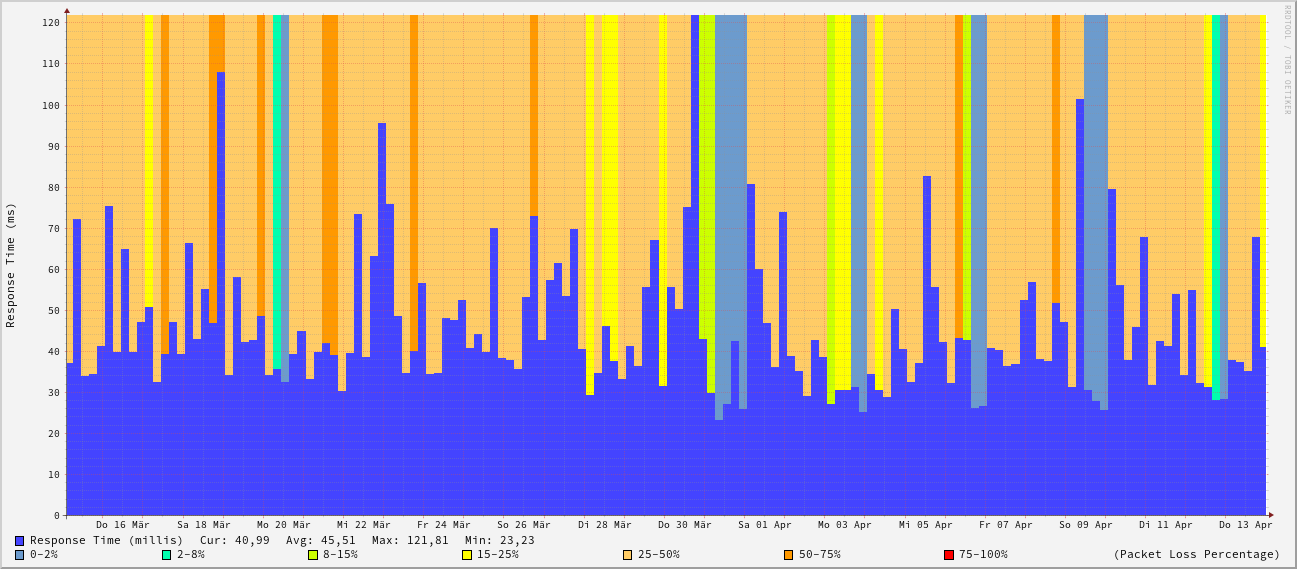 RRDTOOL / TOBI OETIKER
Response Time (ms)
120
110
100
90
80
70
60
50
40
30
20
10
0
Do 16 Mär Sa 18 Mär Mo 20 Mär Mi 22 Mär Fr 24 Mär So 26 Mär Di 28 Mär Do 30 Mär Sa 01 Apr Mo 03 Apr Mi 05 Apr Fr 07 Apr So 09 Apr Di 11 Apr Do 13 Apr
Response Time (millis) Cur: 40,99 Avg: 45,51 Max: 121,81 Min: 23,23
0-2% 2-8% 8-15% 15-25% 25-50% 50-75% 75-100% (Packet Loss Percentage)